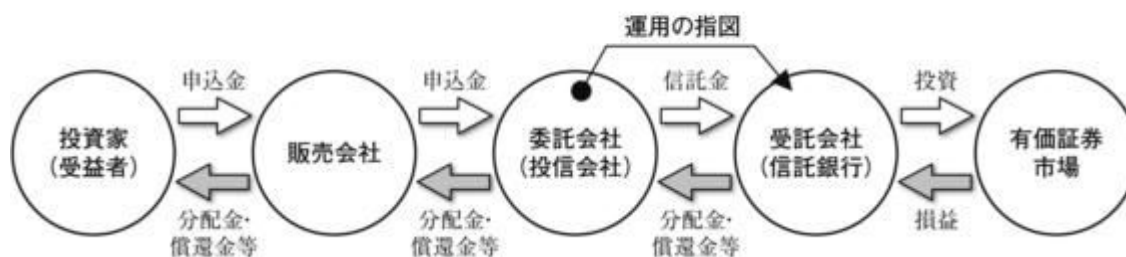 運用の指図
申込金
申込金
信託金
投資
投資家
(受益者)
販売会社
委託会社
(投信会社)
受託会社
(信託銀行)
有価証券
市場
分配金・
償還金等
分配金・
償還金等
分配金・
償還金等
損益